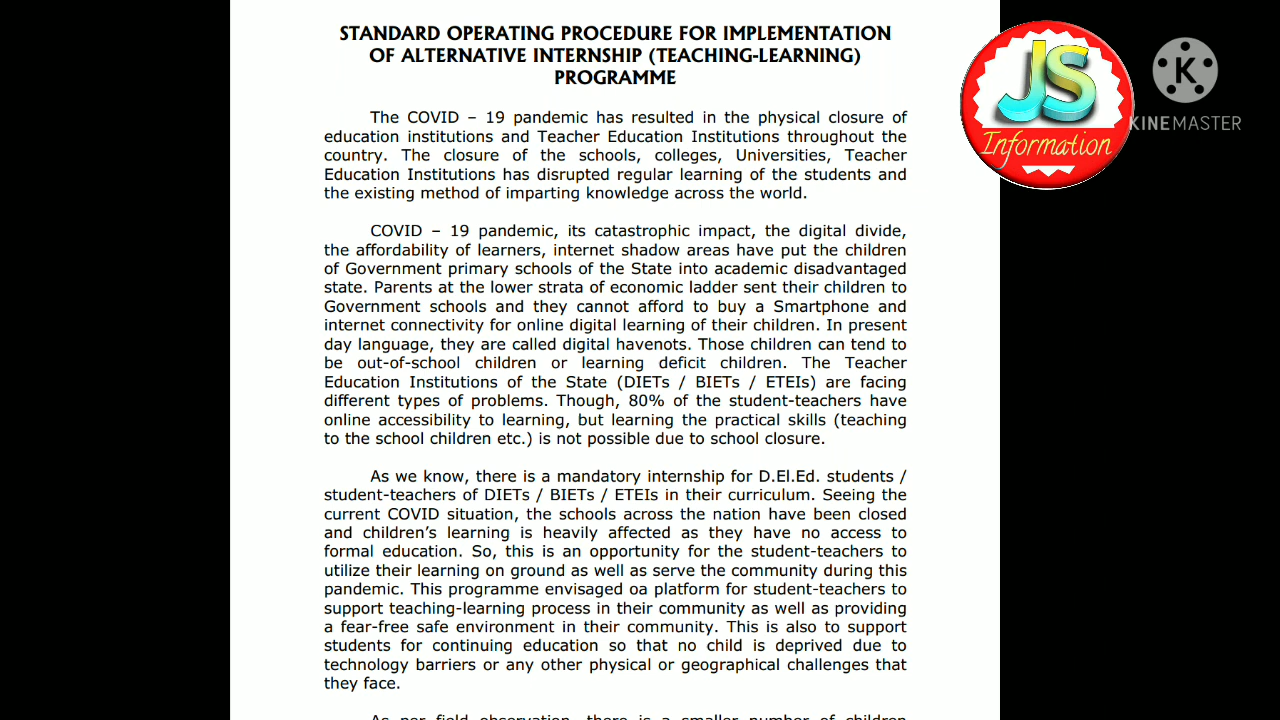 STANDARD OPERATING PROCEDURE FOR IMPLEMENTATION
OF ALTERNATIVE INTERNSHIP (TEACHING-LEARNING)
PROGRAMME
The COVID – 19 pandemic has resulted in the physical closure of
education institutions and Teacher Education Institutions throughout the
country. The closure of the schools, colleges, Universities, Teacher
Education Institutions has disrupted regular learning of the students and
the existing method of imparting knowledge across the world.
COVID – 19 pandemic, its catastrophic impact, the digital divide,
the affordability of learners, internet shadow areas have put the children
of Government primary schools of the State into academic disadvantaged
state. Parents at the lower strata of economic ladder sent their children to
Government schools and they cannot afford to buy a Smartphone and
internet connectivity for online digital learning of their children. In present
day language, they are called digital havenots. Those children can tend to
be out-of-school children or learning deficit children. The Teacher
Education Institutions of the State (DIETs / BIETs / ETEIs) are facing
different types of problems. Though, 80% of the student-teachers have
online accessibility to learning, but learning the practical skills (teaching
to the school children etc.) is not possible due to school closure.
As we know, there is a mandatory internship for D.El.Ed. students /
student-teachers of DIETs / BIETs / ETEIs in their curriculum. Seeing the
current COVID situation, the schools across the nation have been closed
and children’s learning is heavily affected as they have no access to
formal education. So, this is an opportunity for the student-teachers to
utilize their learning on ground as well as serve the community during this
pandemic. This programme envisaged oa platform for student-teachers to
support teaching-learning process in their community as well as providing
a fear-free safe environment in their community. This is also to support
students for continuing education so that no child is deprived due to
technology barriers or any other physical or geographical challenges that
they face.
As per field observation, there is a smaller number of children
JS
Information
K
KINEMASTER